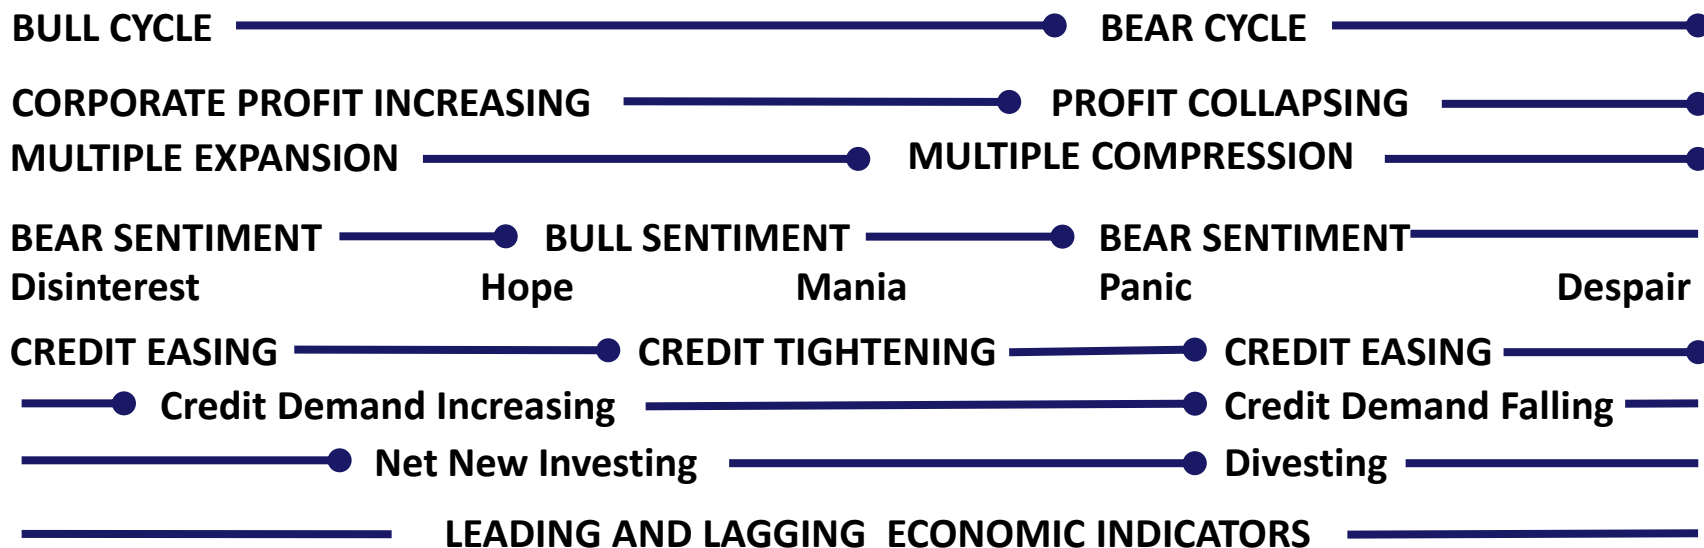 BULL CYCLE BEAR CYCLE
CORPORATE PROFIT INCREASING PROFIT COLLAPSING
MULTIPLE EXPANSION MULTIPLE COMPRESSION
BEAR SENTIMENT BULL SENTIMENT BEAR SENTIMENT
Disinterest Hope Mania Panic Despair
CREDIT EASING CREDIT TIGHTENING CREDIT EASING
Credit Demand Increasing Credit Demand Falling
Net New Investing Divesting
LEADING AND LAGGING ECONOMIC INDICATORS